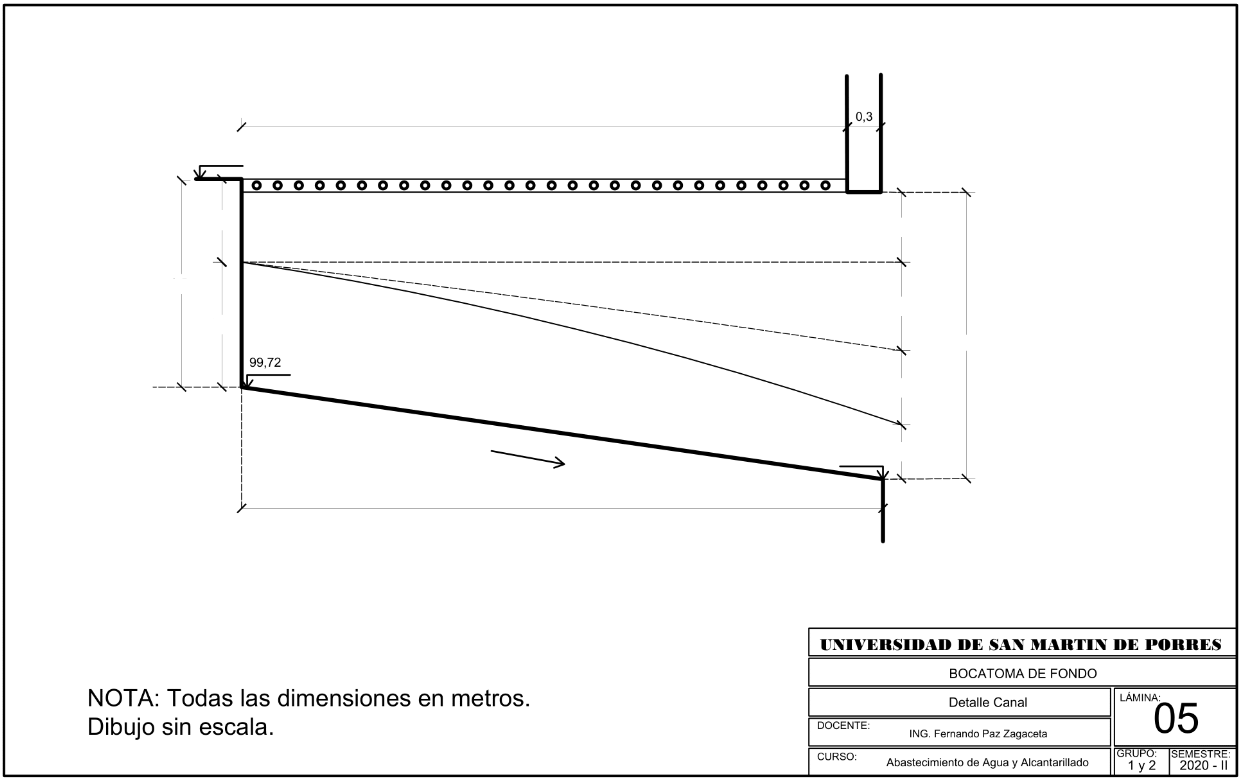 0,3
99,72
NOTA: Todas las dimensiones en metros.
Dibujo sin escala.
UNIVERSIDAD DE SAN MARTIN DE PORRES
BOCATOMA DE FONDO
Detalle Canal
LÁMINA:
05
DOCENTE:
ING. Fernando Paz Zagaceta
CURSO:
Abastecimiento de Agua y Alcantarillado
GRUPO:
1 y 2
SEMESTRE:
2020 - II